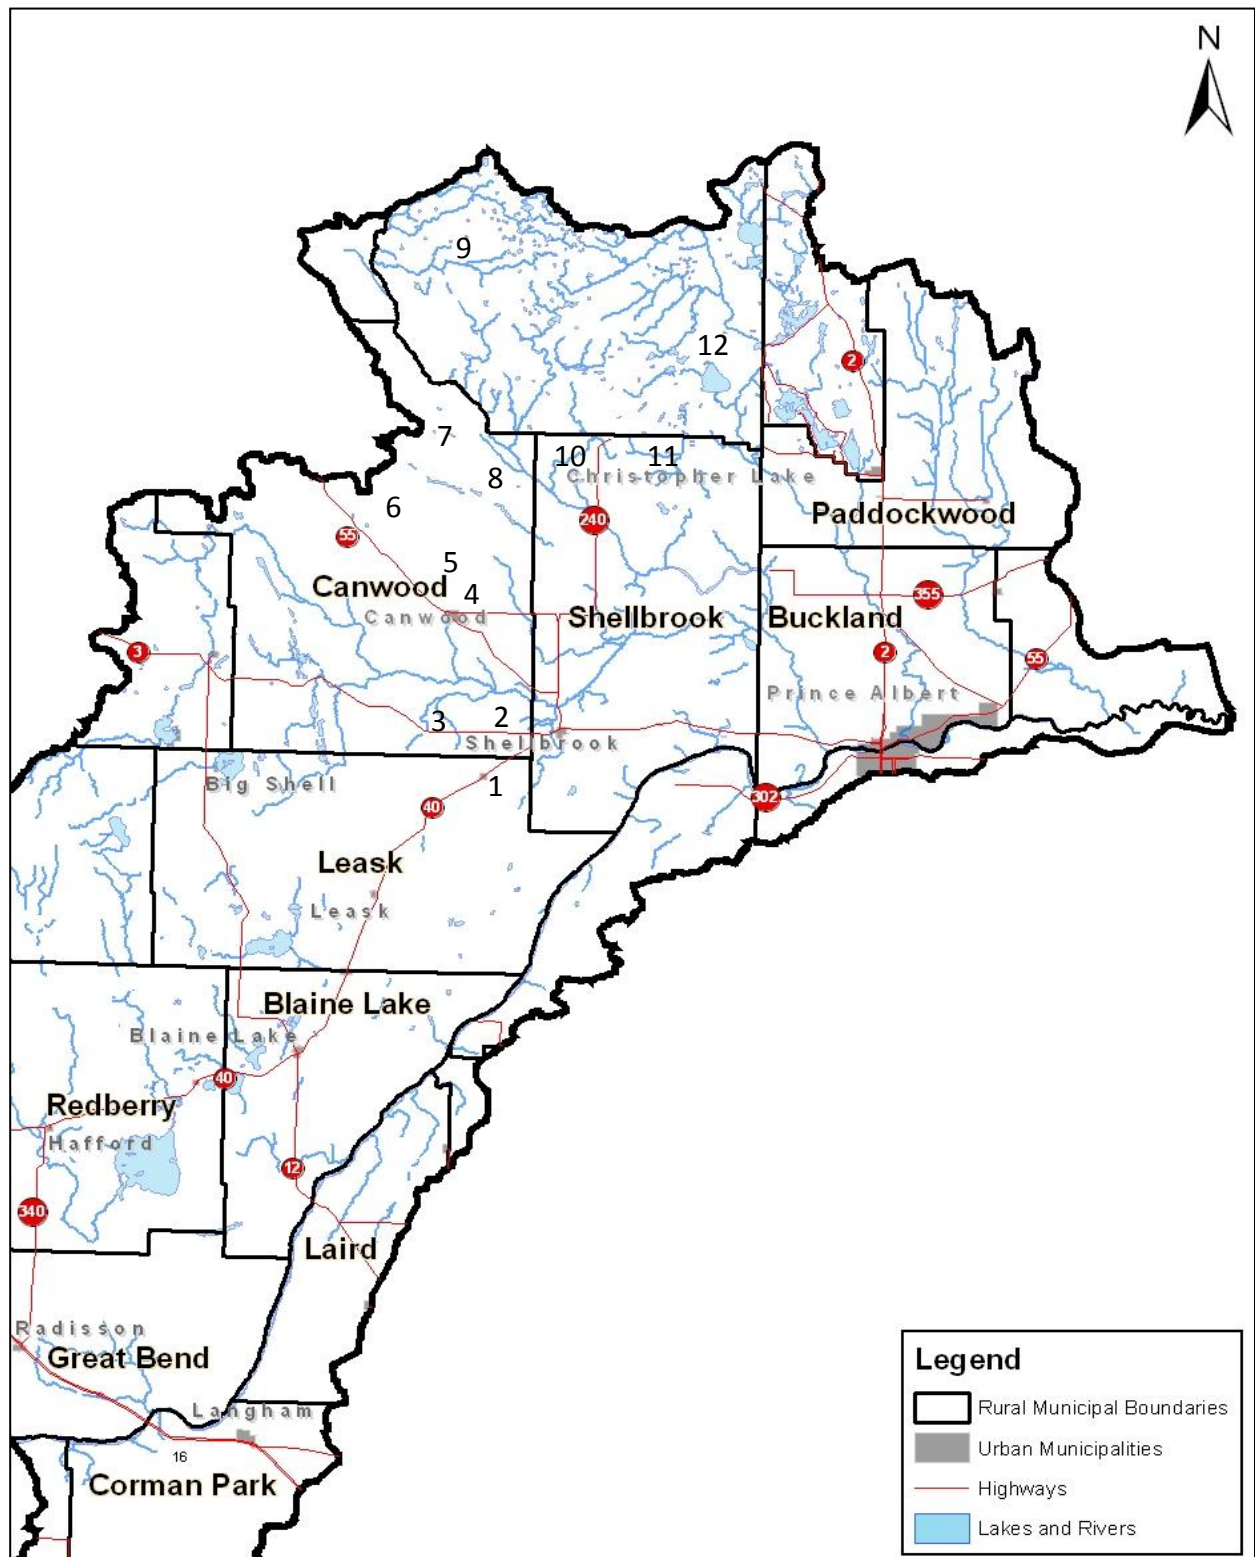 N
9
12
2
7
10
11
8
Christopher Lake
6
240
Paddockwood
55
5
Canwood
4
355
Canwood
Shellbrook
Buckland
3
2
55
Prince Albert
3
2
Shellbrook
Big Shell
1
302
40
Leask
Leask
Blaine Lake
Blaine Lake
40
Redberry
Hafford
12
340
Laird
Radisson
Great Bend
Langham
16
Corman Park
Legend
Rural Municipal Boundaries
Urban Municipalities
Highways
Lakes and Rivers